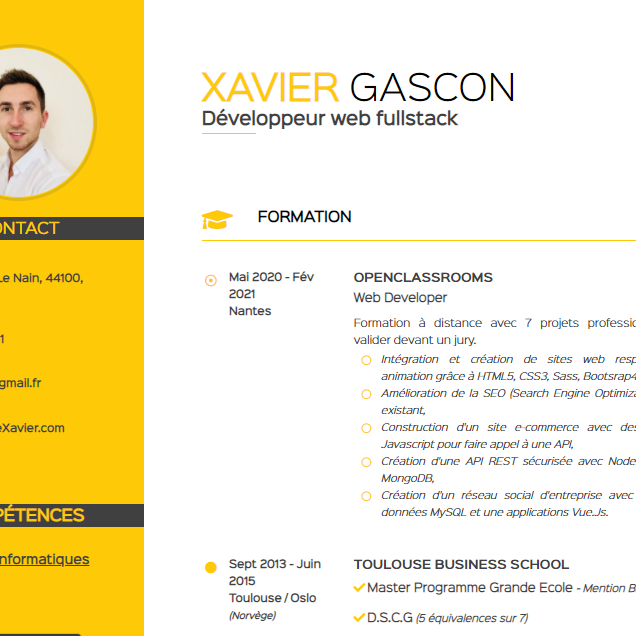 XAVIER GASCON
Développeur web fullstack
CONTACT
Le Nain, 44100,
1
gmail.fr
eXavier.com
PÉTENCES
nformatiques
FORMATION
Mai 2020 - Fév
2021
Nantes
OPENCLASSROOMS
Web Developer
Formation à distance avec 7 projets professio
valider devant un jury.
Intégration et création de sites web resp
animation grâce à HTML5, CSS3, Sass, Bootsrap4
Amélioration de la SEO (Search Engine Optimiza
existant,
Construction d'un site e-commerce avec des
Javascript pour faire appel à une API,
Création d'une API REST sécurisée avec Node
MongoDB,
Création d'un réseau social d'entreprise avec
données MySQL et une applications Vue.Js.
Sept 2013 - Juin
2015
Toulouse / Oslo
(Norvège)
TOULOUSE BUSINESS SCHOOL
Master Programme Grande Ecole - Mention B
D.S.C.G (5 équivalences sur 7)